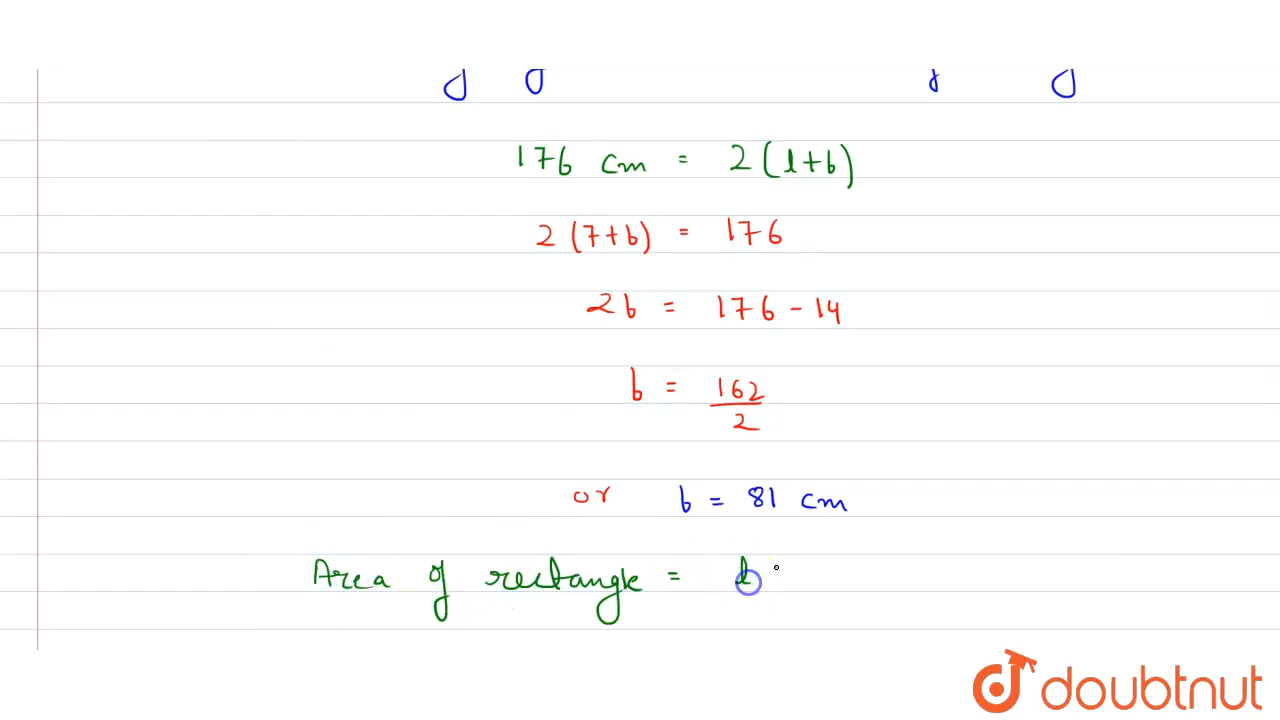 176 cm = 2(l+b)
2(7+b) = 176
2b = 176-14
b = 162/2
or b = 81 cm
Area of rectangle = l
doubtnut